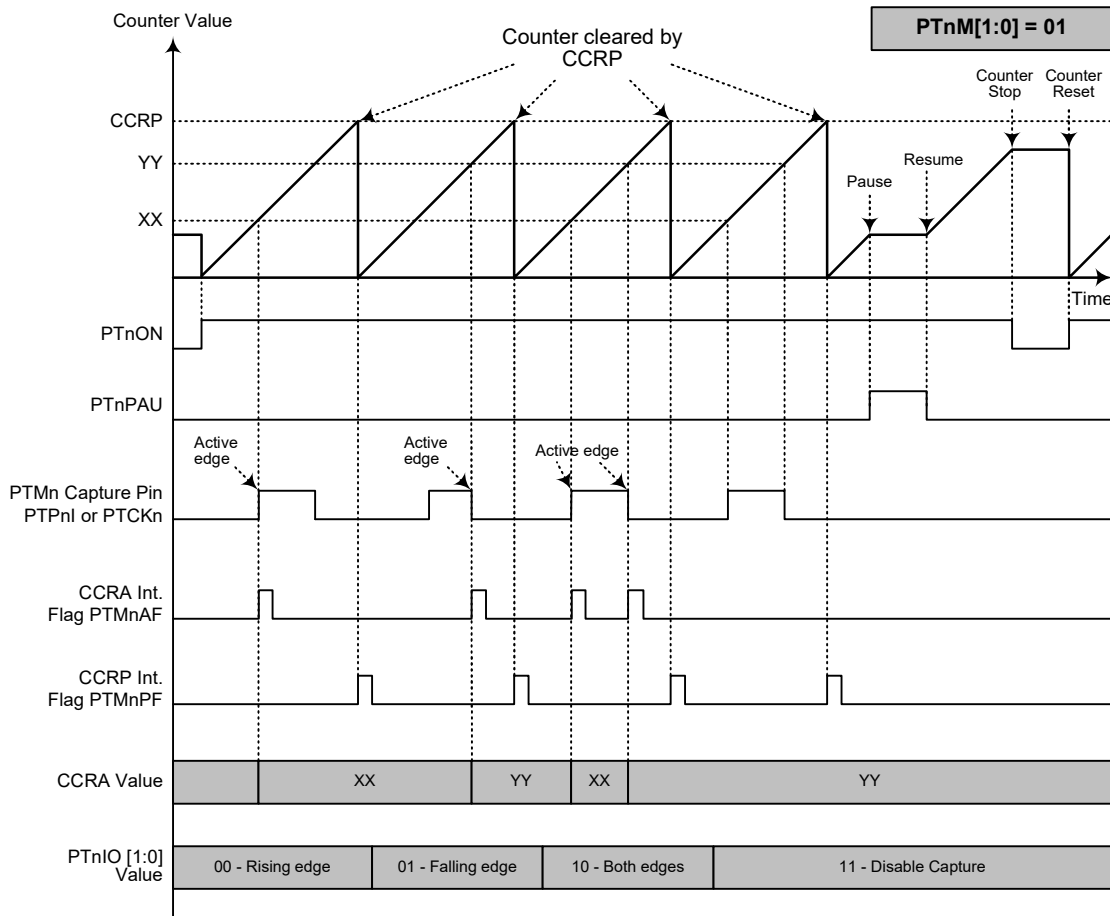 Counter Value
PTnM[1:0] = 01
Counter cleared by
CCRP
Counter
Stop
Counter
Reset
CCRP
YY
XX
Pause
Resume
Time
PTnON
PTnPAU
Active
edge
Active
edge
Active edge
PTMn Capture Pin
PTPnI or PTCKn
CCRA Int.
Flag PTMnAF
CCRP Int.
Flag PTMnPF
CCRA Value
XX
YY
XX
YY
PTnIO [1:0]
Value
00 - Rising edge
01 - Falling edge
10 - Both edges
11 - Disable Capture